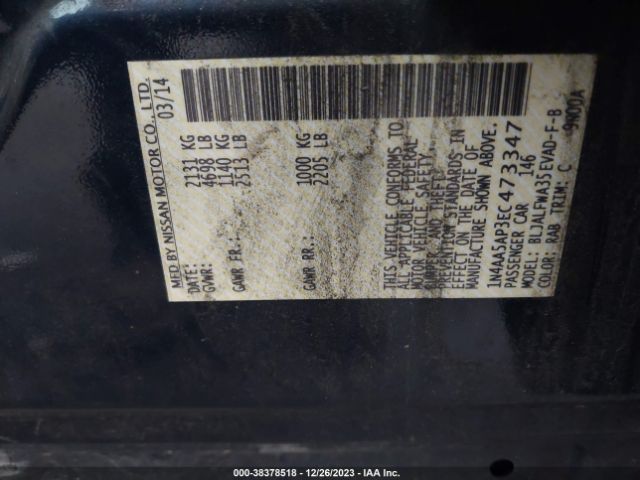 MFD BY NISSAN MOTOR CO., LTD.
DATE: 03/14
GVWR: 2131 KG
4698 LB
GAWR FR.: 1140 KG
2513 LB
GAWR RR.: 1000 KG
2205 LB
THIS VEHICLE CONFORMS TO
ALL APPLICABLE FEDERAL
MOTOR VEHICLE SAFETY,
BUMPER, AND THEFT
PREVENTION STANDARDS IN
EFFECT ON THE DATE OF
MANUFACTURE SHOWN ABOVE.
1N4AA5AP3EC473347
PASSENGER CAR 146
MODEL: BLJALFWA35EVAD-F-B
COLOR: RAB TRIM: C 9N00A
000-38378518 / 12/26/2023 - IAA Inc.